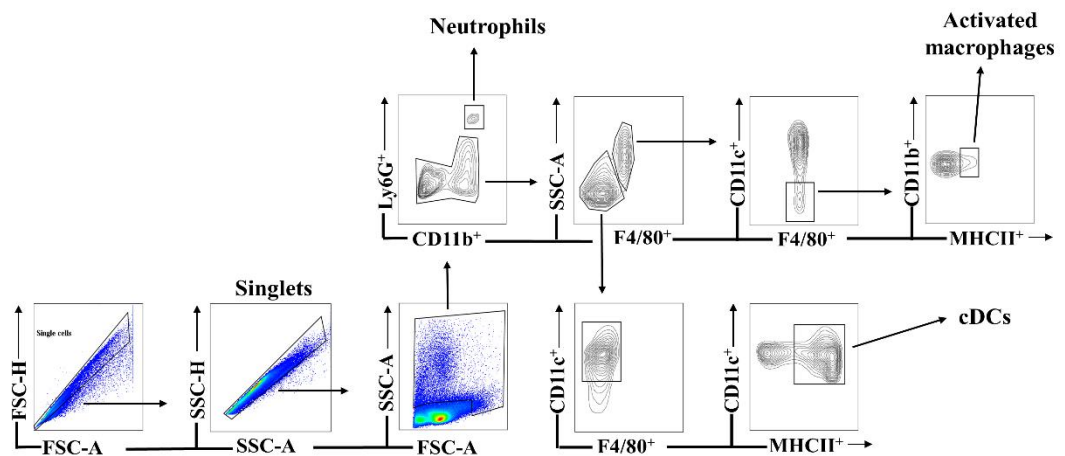 Neutrophils
Activated
macrophages
Ly6G⁺
CD11b⁺
SSC-A
F4/80⁺
CD11c⁺
F4/80⁺
CD11b⁺
MHCII⁺
Singlets
Single cells
FSC-H
FSC-A
SSC-H
SSC-A
SSC-A
FSC-A
CD11c⁺
F4/80⁺
CD11c⁺
MHCII⁺
cDCs